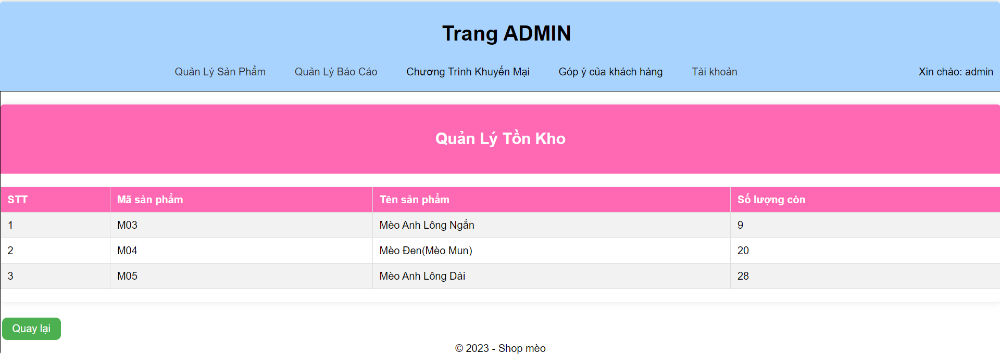 Trang ADMIN
Quản Lý Sản Phẩm Quản Lý Báo Cáo Chương Trình Khuyến Mại Góp ý của khách hàng Tài khoản Xin chào: admin
Quản Lý Tồn Kho
STT Mã sản phẩm Tên sản phẩm Số lượng còn
1 M03 Mèo Anh Lông Ngắn 9
2 M04 Mèo Đen(Mèo Mun) 20
3 M05 Mèo Anh Lông Dài 28
Quay lại
© 2023 - Shop mèo